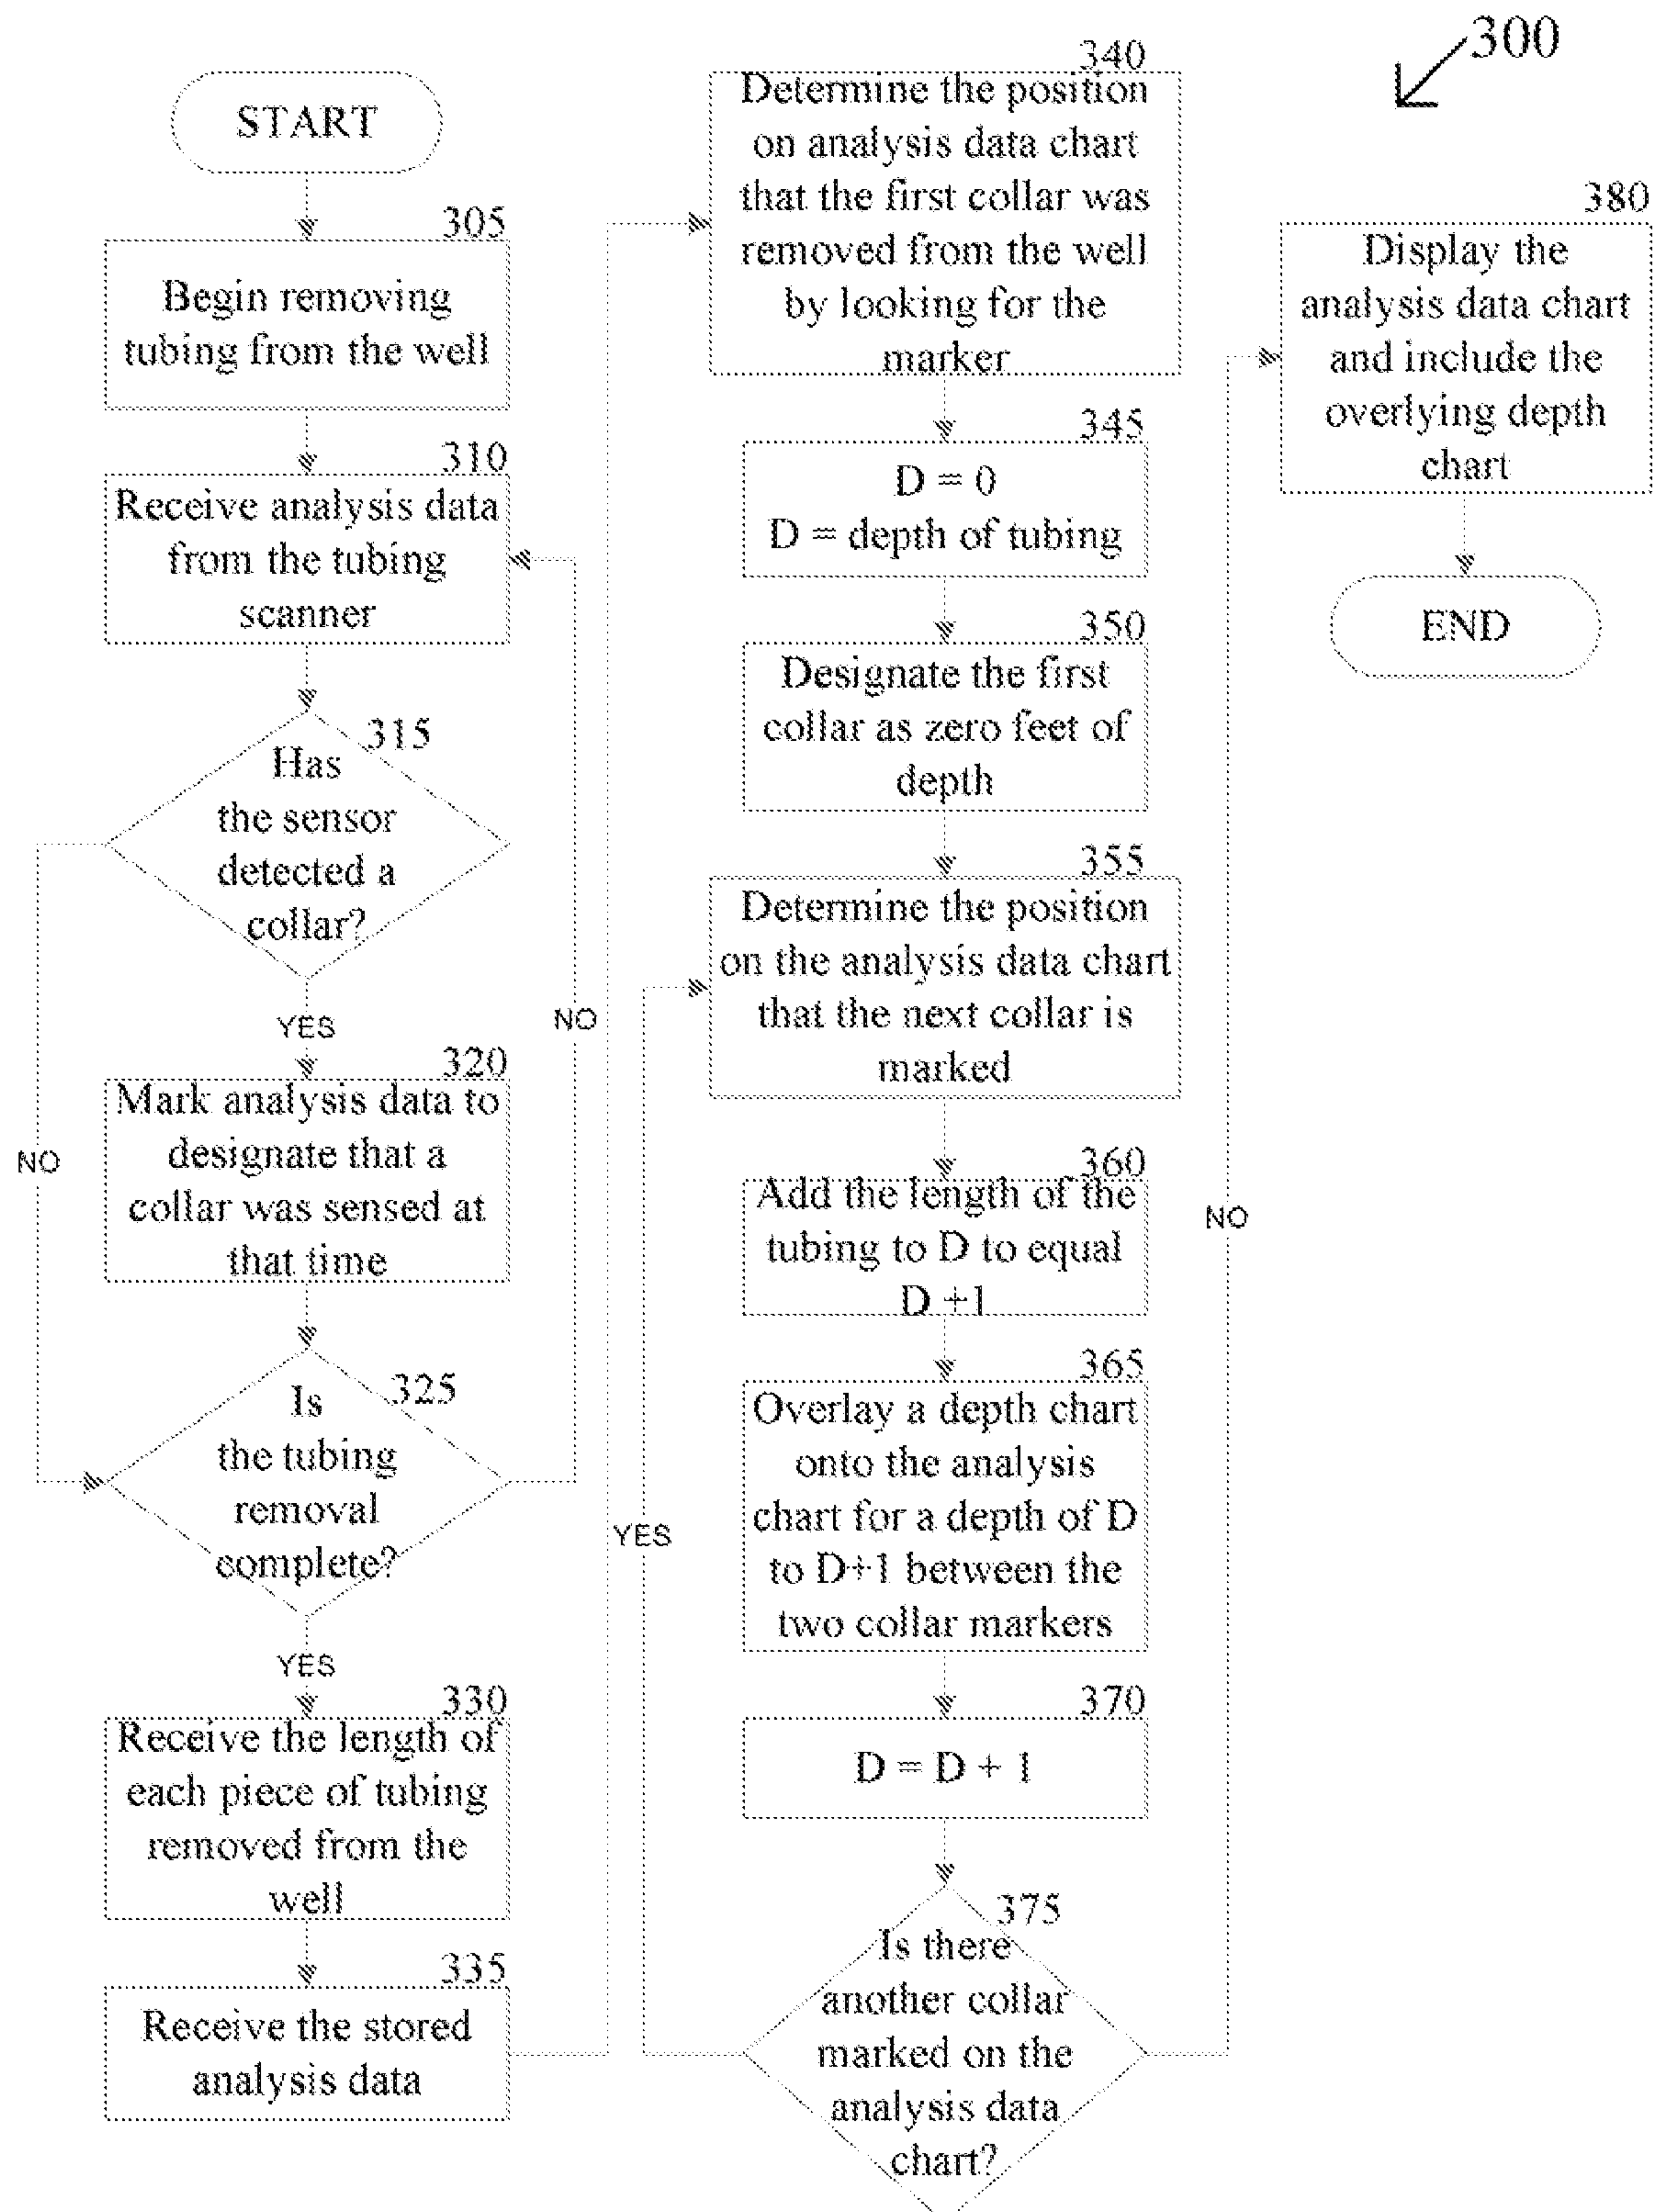 300
START
305
Begin removing
tubing from the well
310
Receive analysis data
from the tubing
scanner
315
Has
the sensor
detected a
collar?
YES
NO
320
Mark analysis data to
designate that a
collar was sensed at
that time
325
Is
the tubing
removal
complete?
NO
YES
330
Receive the length of
each piece of tubing
removed from the
well
335
Receive the stored
analysis data
340
Determine the position
on analysis data chart
that the first collar was
removed from the well
by looking for the
marker
345
D = 0
D = depth of tubing
350
Designate the first
collar as zero feet of
depth
355
Determine the position
on the analysis data chart
that the next collar is
marked
360
Add the length of the
tubing to D to equal
D +1
365
Overlay a depth chart
onto the analysis
chart for a depth of D
to D+1 between the
two collar markers
370
D = D + 1
375
Is there
another collar
marked on the
analysis data
chart?
YES
NO
380
Display the
analysis data chart
and include the
overlying depth
chart
END